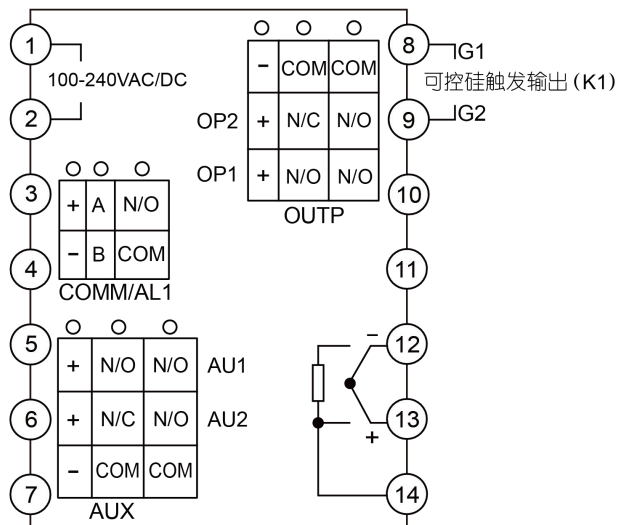 1
100-240VAC/DC
2
3
+ A N/O
- B COM
4
COMM/AL1
5
+ N/O N/O AU1
6
+ N/C N/O AU2
- COM COM
7
AUX
- COM COM
OP2 + N/C N/O
OP1 + N/O N/O
OUTP
8
G1
可控硅触发输出(K1)
9
G2
10
11
12
-
13
+
14